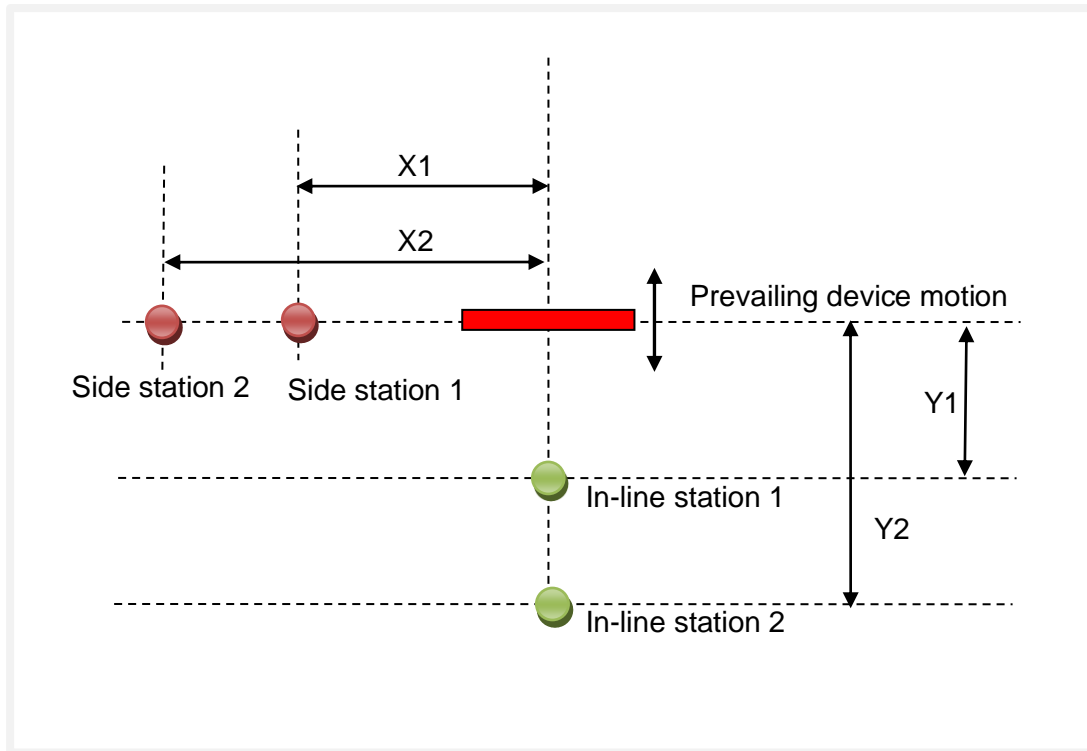 X1
X2
Prevailing device motion
Side station 2
Side station 1
Y1
In-line station 1
Y2
In-line station 2